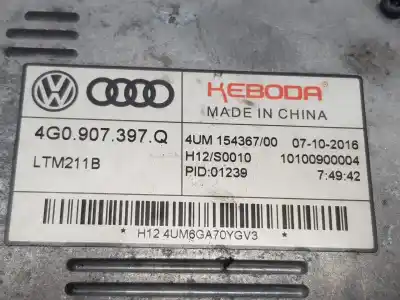 KEBODA
MADE IN CHINA
4G0.907.397.Q
4UM 154367/00 07-10-2016
LTM211B
H12/S0010 10100900004
PID:01239 7:49:42
* H12 4UM6GA70YGV3 *